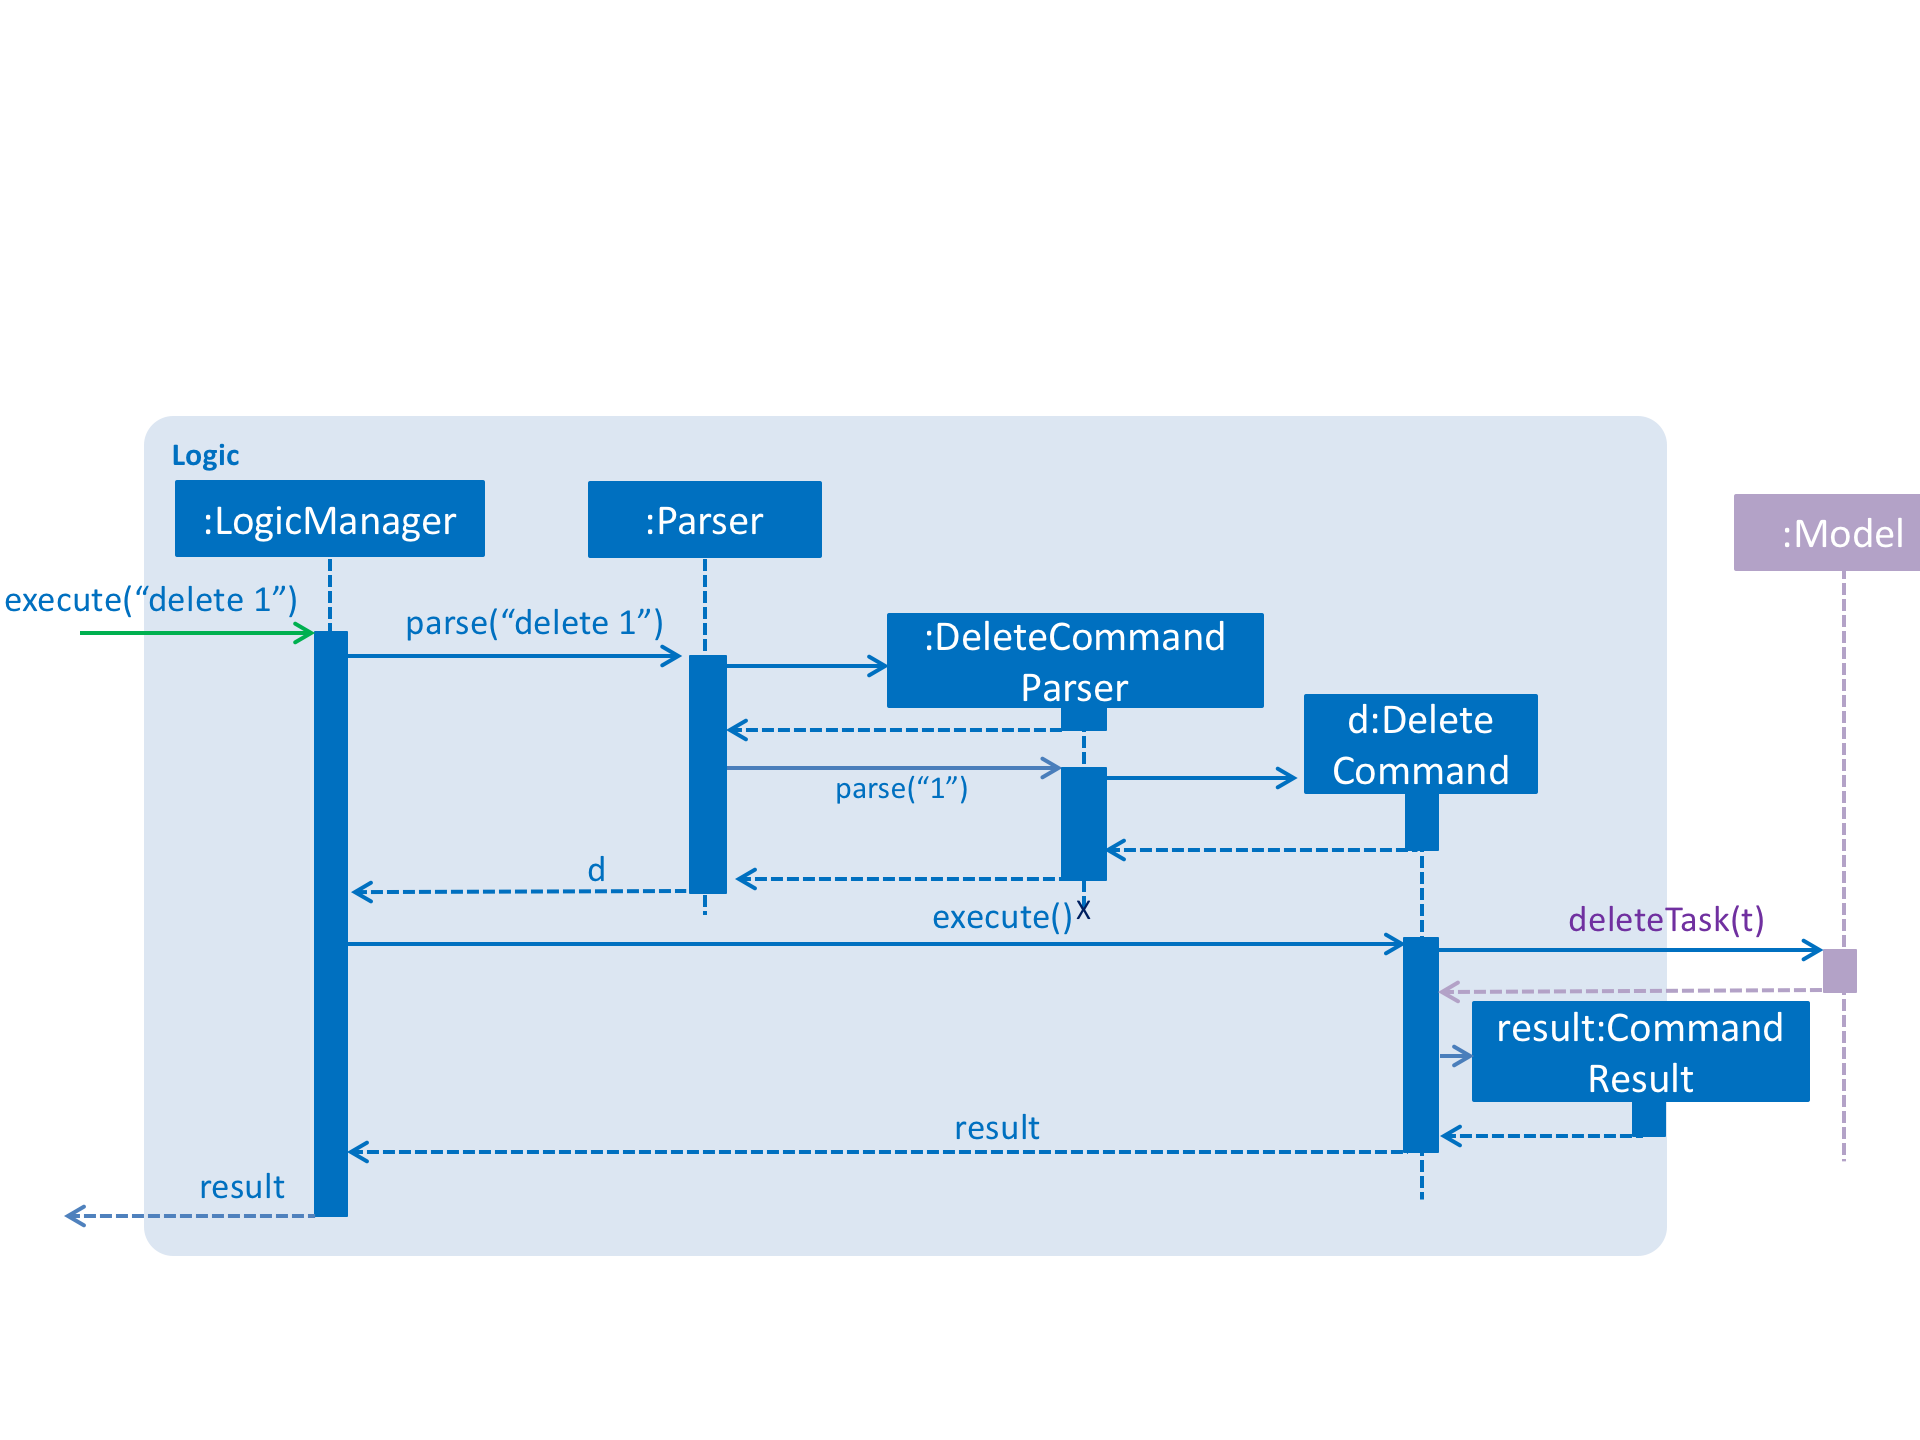 Logic
:LogicManager
:Parser
:Model
execute(“delete 1”)
parse(“delete 1”)
:DeleteCommand
Parser
d:Delete
Command
parse(“1”)
d
execute()
X
deleteTask(t)
result:Command
Result
result
result